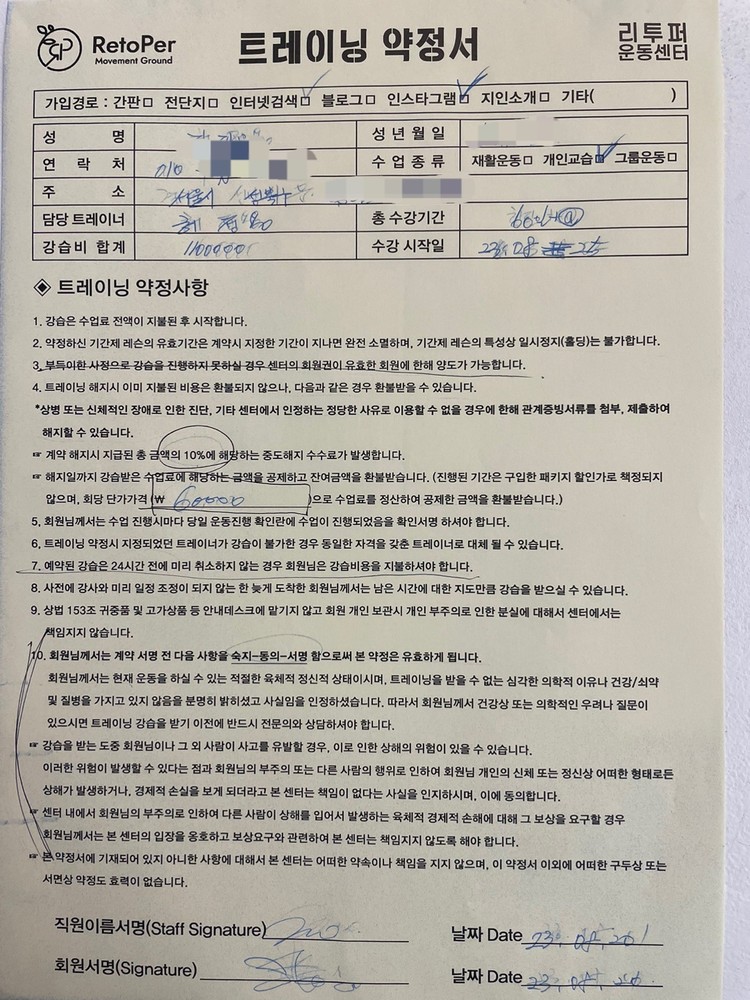 RetoPer
Movement Ground
트레이닝 약정서
리투퍼
운동센터
가입경로 : 간판□ 전단지□ 인터넷검색□ 블로그□ 인스타그램□ 지인소개□ 기타( )
성 명
성년월일
연 락 처 010
수업종류 재활운동□ 개인교습□ 그룹운동□
주 소 서울시
담당 트레이너
총 수강기간
강습비 합계 1100000
수강 시작일 23. 08. 25
◈ 트레이닝 약정사항
1. 강습은 수업료 전액이 지불된 후 시작합니다.
2. 약정하신 기간제 레슨의 유효기간은 계약시 지정한 기간이 지나면 완전 소멸하며, 기간제 레슨의 특성상 일시정지(홀딩)는 불가합니다.
3. 부득이한 사정으로 강습을 진행하지 못하실 경우 센터의 회원권이 유효한 회원에 한해 양도가 가능합니다.
4. 트레이닝 해지시 이미 지불된 비용은 환불되지 않으나, 다음과 같은 경우 환불받을 수 있습니다.
*상병 또는 신체적인 장애로 인한 진단, 기타 센터에서 인정하는 정당한 사유로 이용할 수 없을 경우에 한해 관계증빙서류를 첨부, 제출하여
해지할 수 있습니다.
☞ 계약 해지시 지급된 총 금액의 10%에 해당하는 중도해지 수수료가 발생합니다.
☞ 해지일까지 강습받은 수업료에 해당하는 금액을 공제하고 잔여금액을 환불받습니다. (진행된 기간은 구입한 패키지 할인가로 책정되지
않으며, 회당 단가가격 (₩ 60000 )으로 수업료를 정산하여 공제한 금액을 환불받습니다.)
5. 회원님께서는 수업 진행시마다 당일 운동진행 확인란에 수업이 진행되었음을 확인서명 하셔야 합니다.
6. 트레이닝 약정시 지정되었던 트레이너가 강습이 불가한 경우 동일한 자격을 갖춘 트레이너로 대체 될 수 있습니다.
7. 예약된 강습은 24시간 전에 미리 취소하지 않는 경우 회원님은 강습비용을 지불하셔야 합니다.
8. 사전에 강사와 미리 일정 조정이 되지 않는 한 늦게 도착한 회원님께서는 남은 시간에 대한 지도만큼 강습을 받으실 수 있습니다.
9. 상법 153조 귀중품 및 고가상품 등 안내데스크에 맡기지 않고 회원 개인 보관시 개인 부주의로 인한 분실에 대해서 센터에서는
책임지지 않습니다.
10. 회원님께서는 계약 서명 전 다음 사항을 숙지-동의-서명 함으로써 본 약정은 유효하게 됩니다.
회원님께서는 현재 운동을 하실 수 있는 적절한 육체적 정신적 상태이시며, 트레이닝을 받을 수 없는 심각한 의학적 이유나 건강/쇠약
및 질병을 가지고 있지 않음을 분명히 밝히셨고 사실임을 인정하셨습니다. 따라서 회원님께서 건강상 또는 의학적인 우려나 질문이
있으시면 트레이닝 강습을 받기 이전에 반드시 전문의와 상담하셔야 합니다.
☞ 강습을 받는 도중 회원님이나 그 외 사람이 사고를 유발할 경우, 이로 인한 상해의 위험이 있을 수 있습니다.
이러한 위험이 발생할 수 있다는 점과 회원님의 부주의 또는 다른 사람의 행위로 인하여 회원님 개인의 신체 또는 정신상 어떠한 형태로든
상해가 발생하거나, 경제적 손실을 보게 되더라고 본 센터는 책임이 없다는 사실을 인지하시며, 이에 동의합니다.
☞ 센터 내에서 회원님의 부주의로 인하여 다른 사람이 상해를 입어서 발생하는 육체적 경제적 손해에 대해 그 보상을 요구할 경우
회원님께서는 본 센터의 입장을 옹호하고 보상요구와 관련하여 본 센터는 책임지지 않도록 해야 합니다.
☞ 본 약정서에 기재되어 있지 아니한 사항에 대해서 본 센터는 어떠한 약속이나 책임을 지지 않으며, 이 약정서 이외에 어떠한 구두상 또는
서면상 약정도 효력이 없습니다.
직원이름서명(Staff Signature)
날짜 Date 23. 08. 26
회원서명(Signature)
날짜 Date 23. 08. 26.